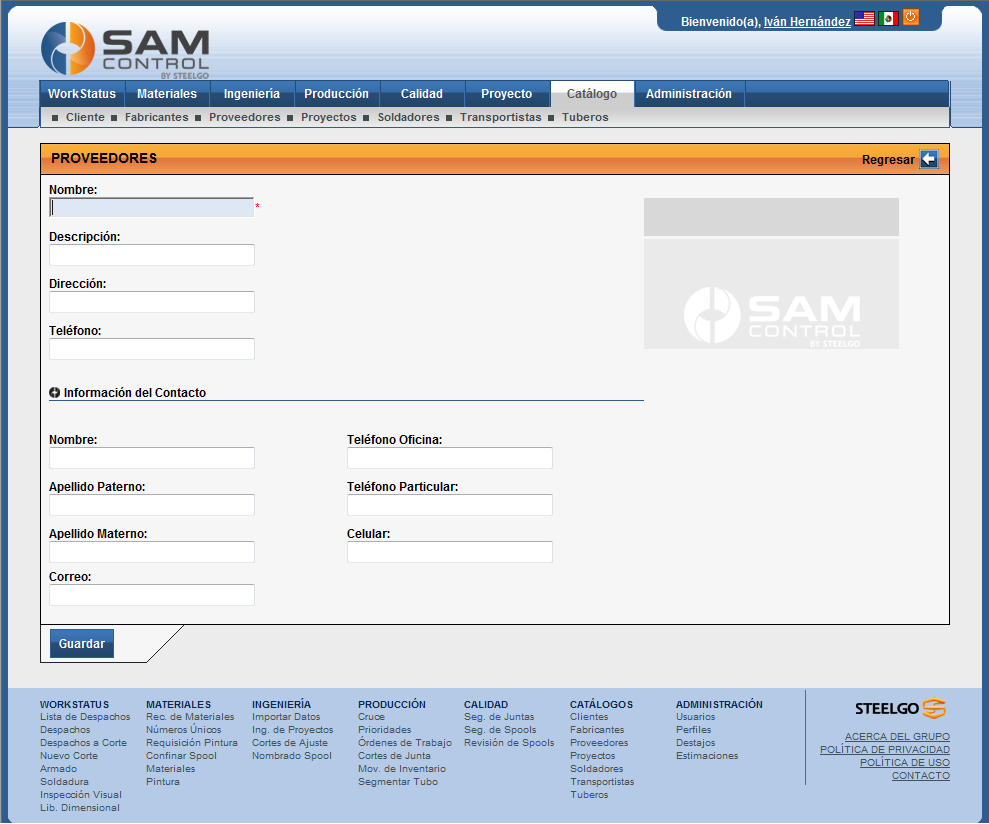 Bienvenido(a), Iván Hernández
SAM
CONTROL
BY STEELGO
WorkStatus Materiales Ingeniería Producción Calidad Proyecto Catálogo Administración
Cliente Fabricantes Proveedores Proyectos Soldadores Transportistas Tuberos
PROVEEDORES Regresar
Nombre:
*
Descripción:
Dirección:
Teléfono:
SAM
CONTROL
BY STEELGO
Información del Contacto
Nombre: Teléfono Oficina:
Apellido Paterno: Teléfono Particular:
Apellido Materno: Celular:
Correo:
Guardar
WORKSTATUS
Lista de Despachos
Despachos
Despachos a Corte
Nuevo Corte
Armado
Soldadura
Inspección Visual
Lib. Dimensional
MATERIALES
Rec. de Materiales
Números Únicos
Requisición Pintura
Confinar Spool
Materiales
Pintura
INGENIERÍA
Importar Datos
Ing. de Proyectos
Cortes de Ajuste
Nombrado Spool
PRODUCCIÓN
Cruce
Prioridades
Órdenes de Trabajo
Cortes de Junta
Mov. de Inventario
Segmentar Tubo
CALIDAD
Seg. de Juntas
Seg. de Spools
Revisión de Spools
CATÁLOGOS
Clientes
Fabricantes
Proveedores
Proyectos
Soldadores
Transportistas
Tuberos
ADMINISTRACIÓN
Usuarios
Perfiles
Destajos
Estimaciones
STEELGO
ACERCA DEL GRUPO
POLÍTICA DE PRIVACIDAD
POLÍTICA DE USO
CONTACTO